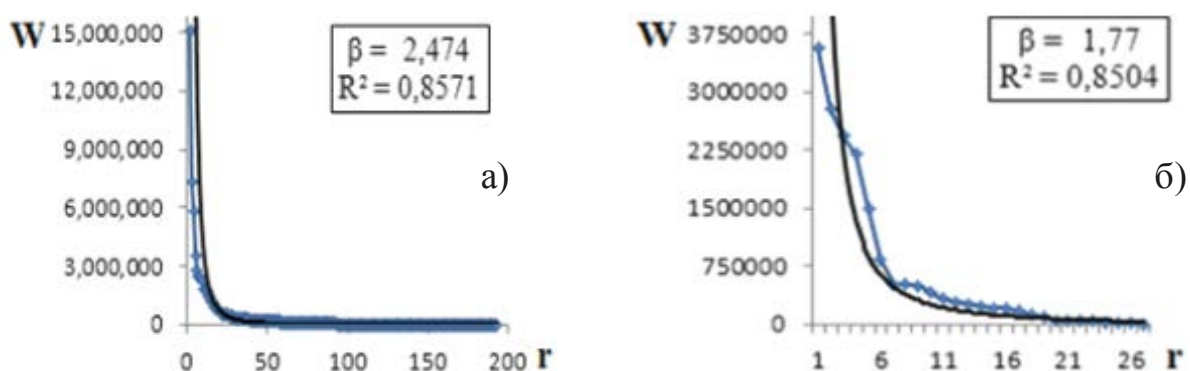 W 15,000,000
12,000,000
9,000,000
6,000,000
3,000,000
0
0 50 100 150 200 r
β = 2,474
R² = 0,8571
а)
W 3750000
3000000
2250000
1500000
750000
0
1 6 11 16 21 26 r
β = 1,77
R² = 0,8504
б)